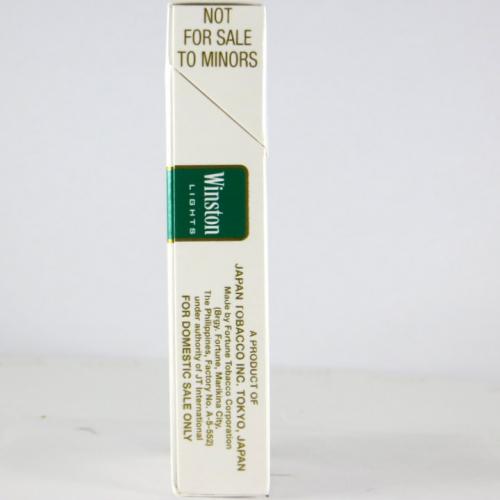 NOT
FOR SALE
TO MINORS
Winston
LIGHTS
A PRODUCT OF
JAPAN TOBACCO INC. TOKYO, JAPAN
Made by Fortune Tobacco Corporation
(Brgy. Fortune, Marikina City,
The Philippines, Factory No. A-5-552)
under authority of JT International
FOR DOMESTIC SALE ONLY